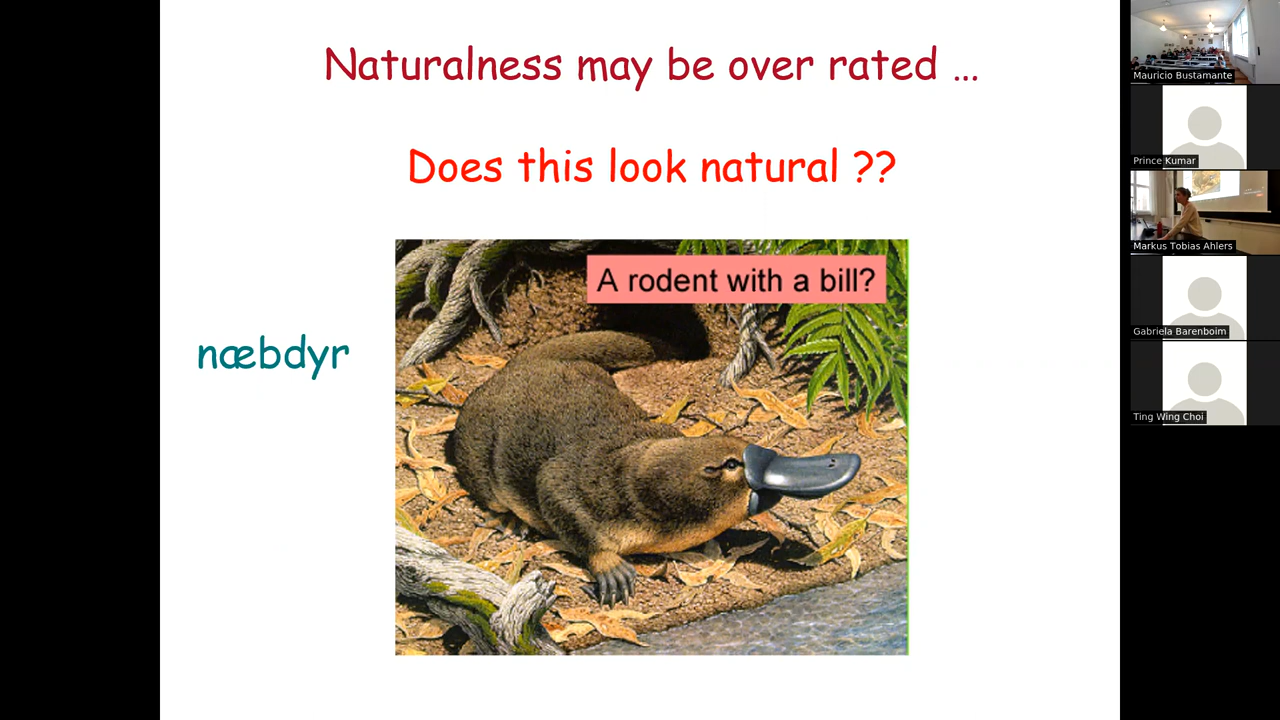 Naturalness may be over rated ...
Does this look natural ??
A rodent with a bill?
næbdyr
Mauricio Bustamante
Prince Kumar
Markus Tobias Ahlers
Gabriela Barenboim
Ting Wing Choi